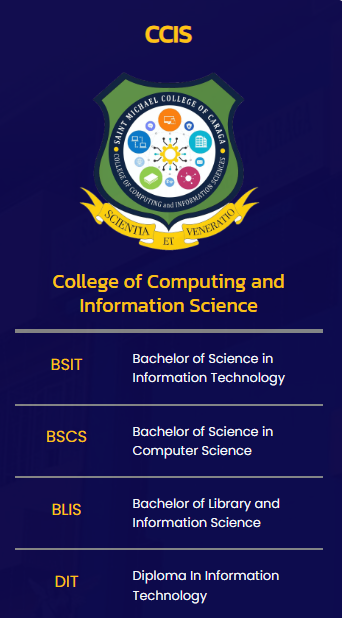 CCIS
SAINT MICHAEL COLLEGE OF CARAGA
COLLEGE OF COMPUTING and INFORMATION SCIENCES
SCIENTIA ET VENERATIO
College of Computing and
Information Science
BSIT
Bachelor of Science in
Information Technology
BSCS
Bachelor of Science in
Computer Science
BLIS
Bachelor of Library and
Information Science
DIT
Diploma In Information
Technology